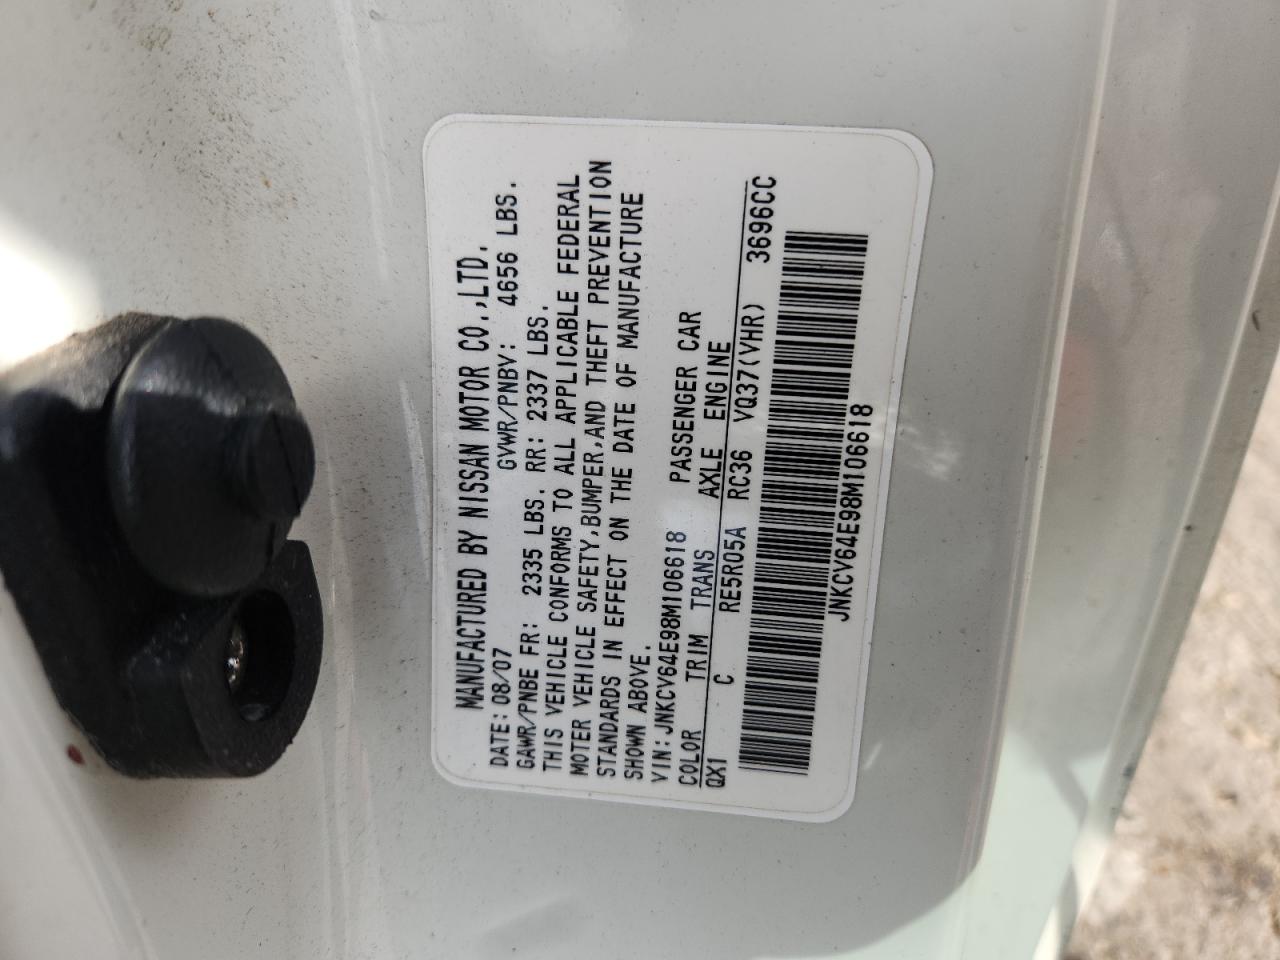 MANUFACTURED BY NISSAN MOTOR CO.,LTD.
DATE: 08/07 GVWR/PNBV: 4656 LBS.
GAWR/PNBE FR: 2335 LBS. RR: 2337 LBS.
THIS VEHICLE CONFORMS TO ALL APPLICABLE FEDERAL
MOTER VEHICLE SAFETY,BUMPER,AND THEFT PREVENTION
STANDARDS IN EFFECT ON THE DATE OF MANUFACTURE
SHOWN ABOVE.
VIN: JNKCV64E98M106618 PASSENGER CAR
COLOR TRIM TRANS AXLE ENGINE
QX1 C RE5R05A RC36 VQ37(VHR) 3696CC
JNKCV64E98M106618